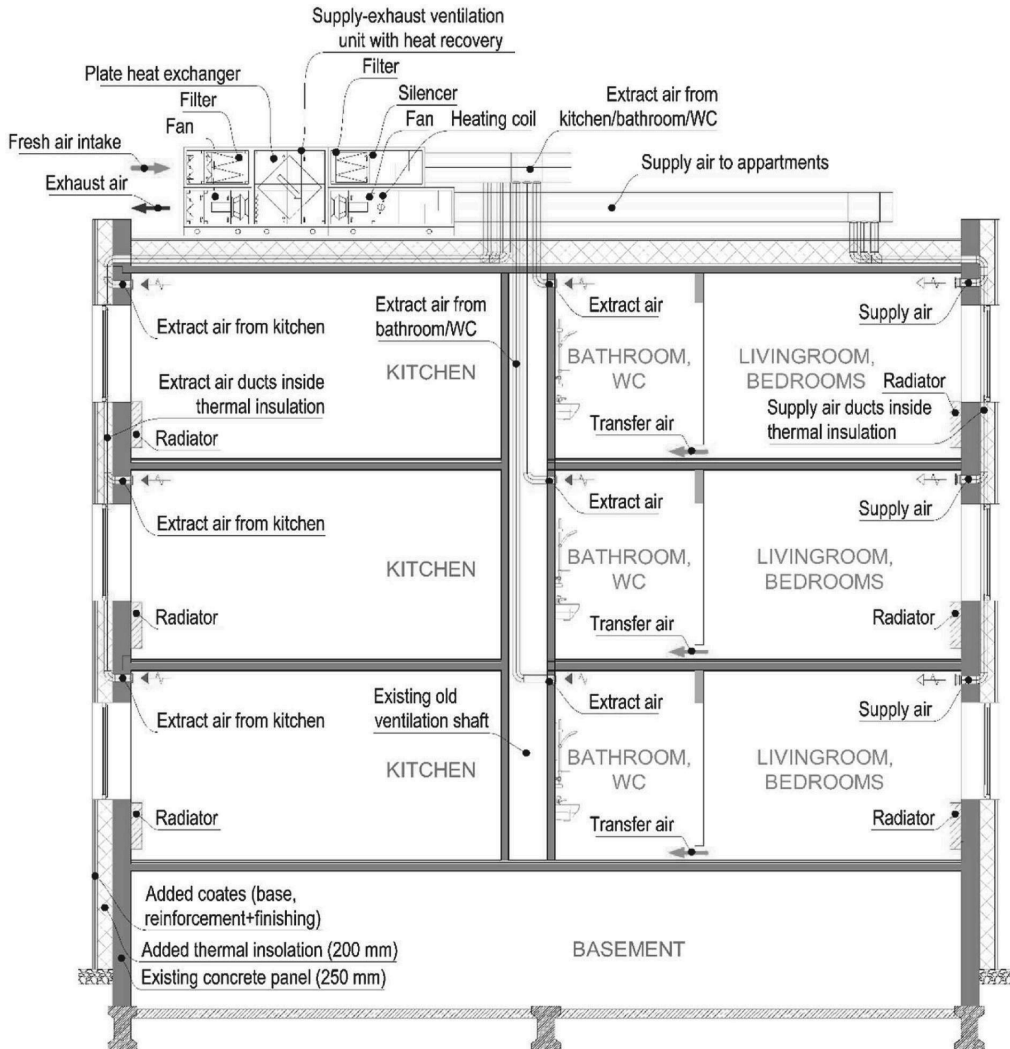 Supply-exhaust ventilation
unit with heat recovery
Plate heat exchanger
Filter
Filter
Silencer
Extract air from
kitchen/bathroom/WC
Fan
Fan
Heating coil
Fresh air intake
Supply air to appartments
Exhaust air
Extract air from kitchen
Extract air from
bathroom/WC
Extract air
Supply air
KITCHEN
BATHROOM,
WC
LIVINGROOM,
BEDROOMS
Extract air ducts inside
thermal insulation
Radiator
Radiator
Supply air ducts inside
thermal insulation
Transfer air
Extract air from kitchen
Extract air
Supply air
KITCHEN
BATHROOM,
WC
LIVINGROOM,
BEDROOMS
Radiator
Transfer air
Radiator
Extract air from kitchen
Existing old
ventilation shaft
Extract air
Supply air
KITCHEN
BATHROOM,
WC
LIVINGROOM,
BEDROOMS
Radiator
Transfer air
Radiator
Added coates (base,
reinforcement+finishing)
Added thermal insolation (200 mm)
Existing concrete panel (250 mm)
BASEMENT